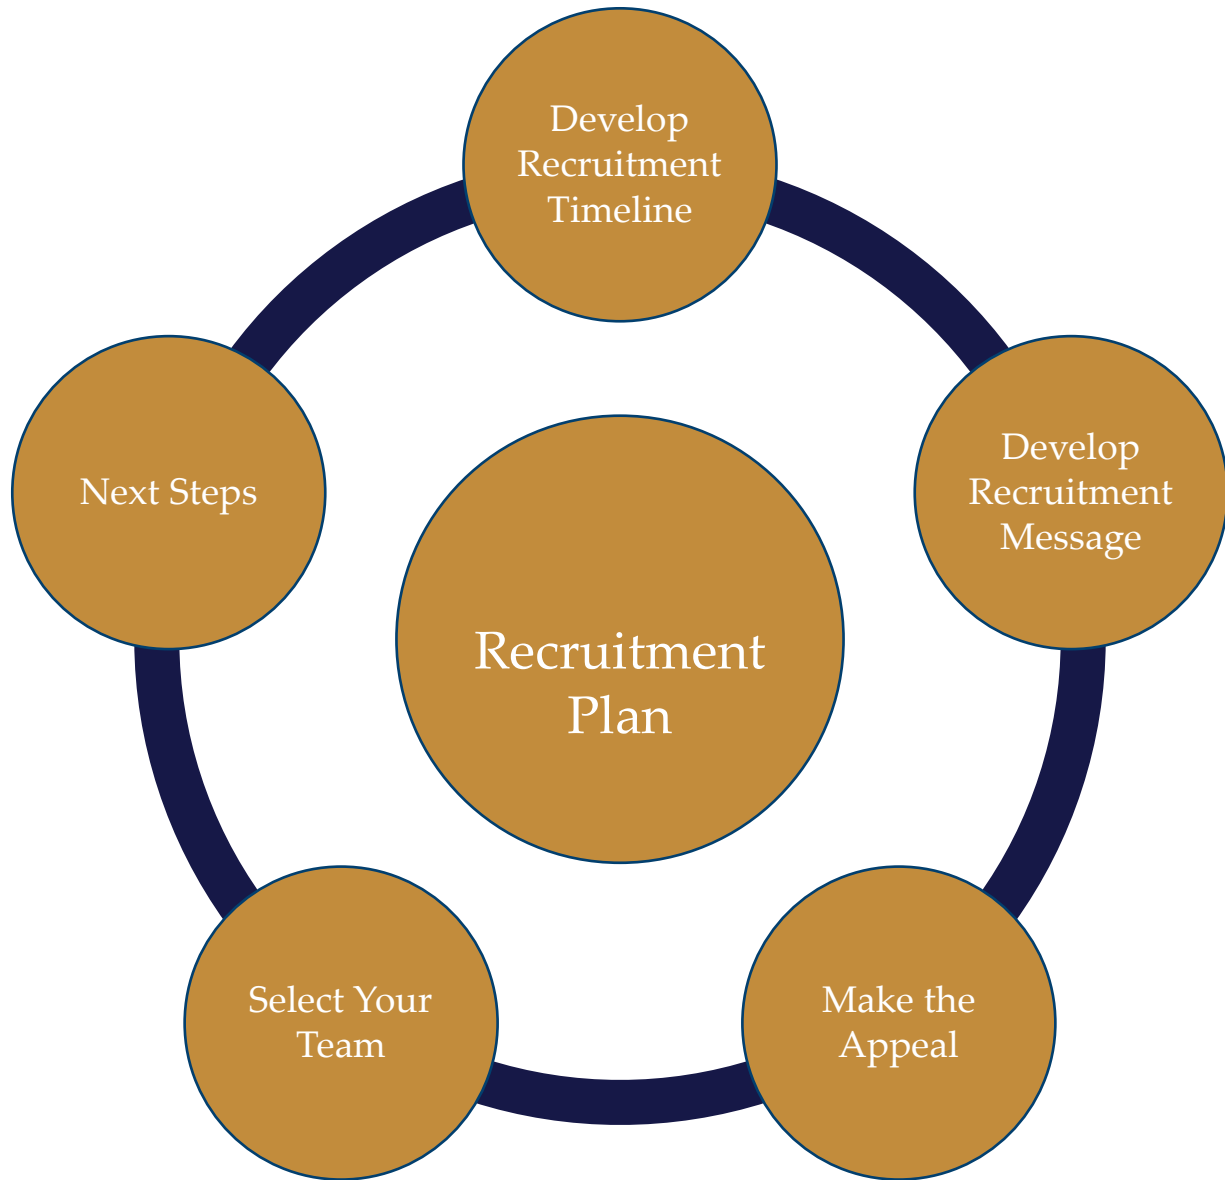 Develop
Recruitment
Timeline
Develop
Recruitment
Message
Make the
Appeal
Select Your
Team
Next Steps
Recruitment
Plan